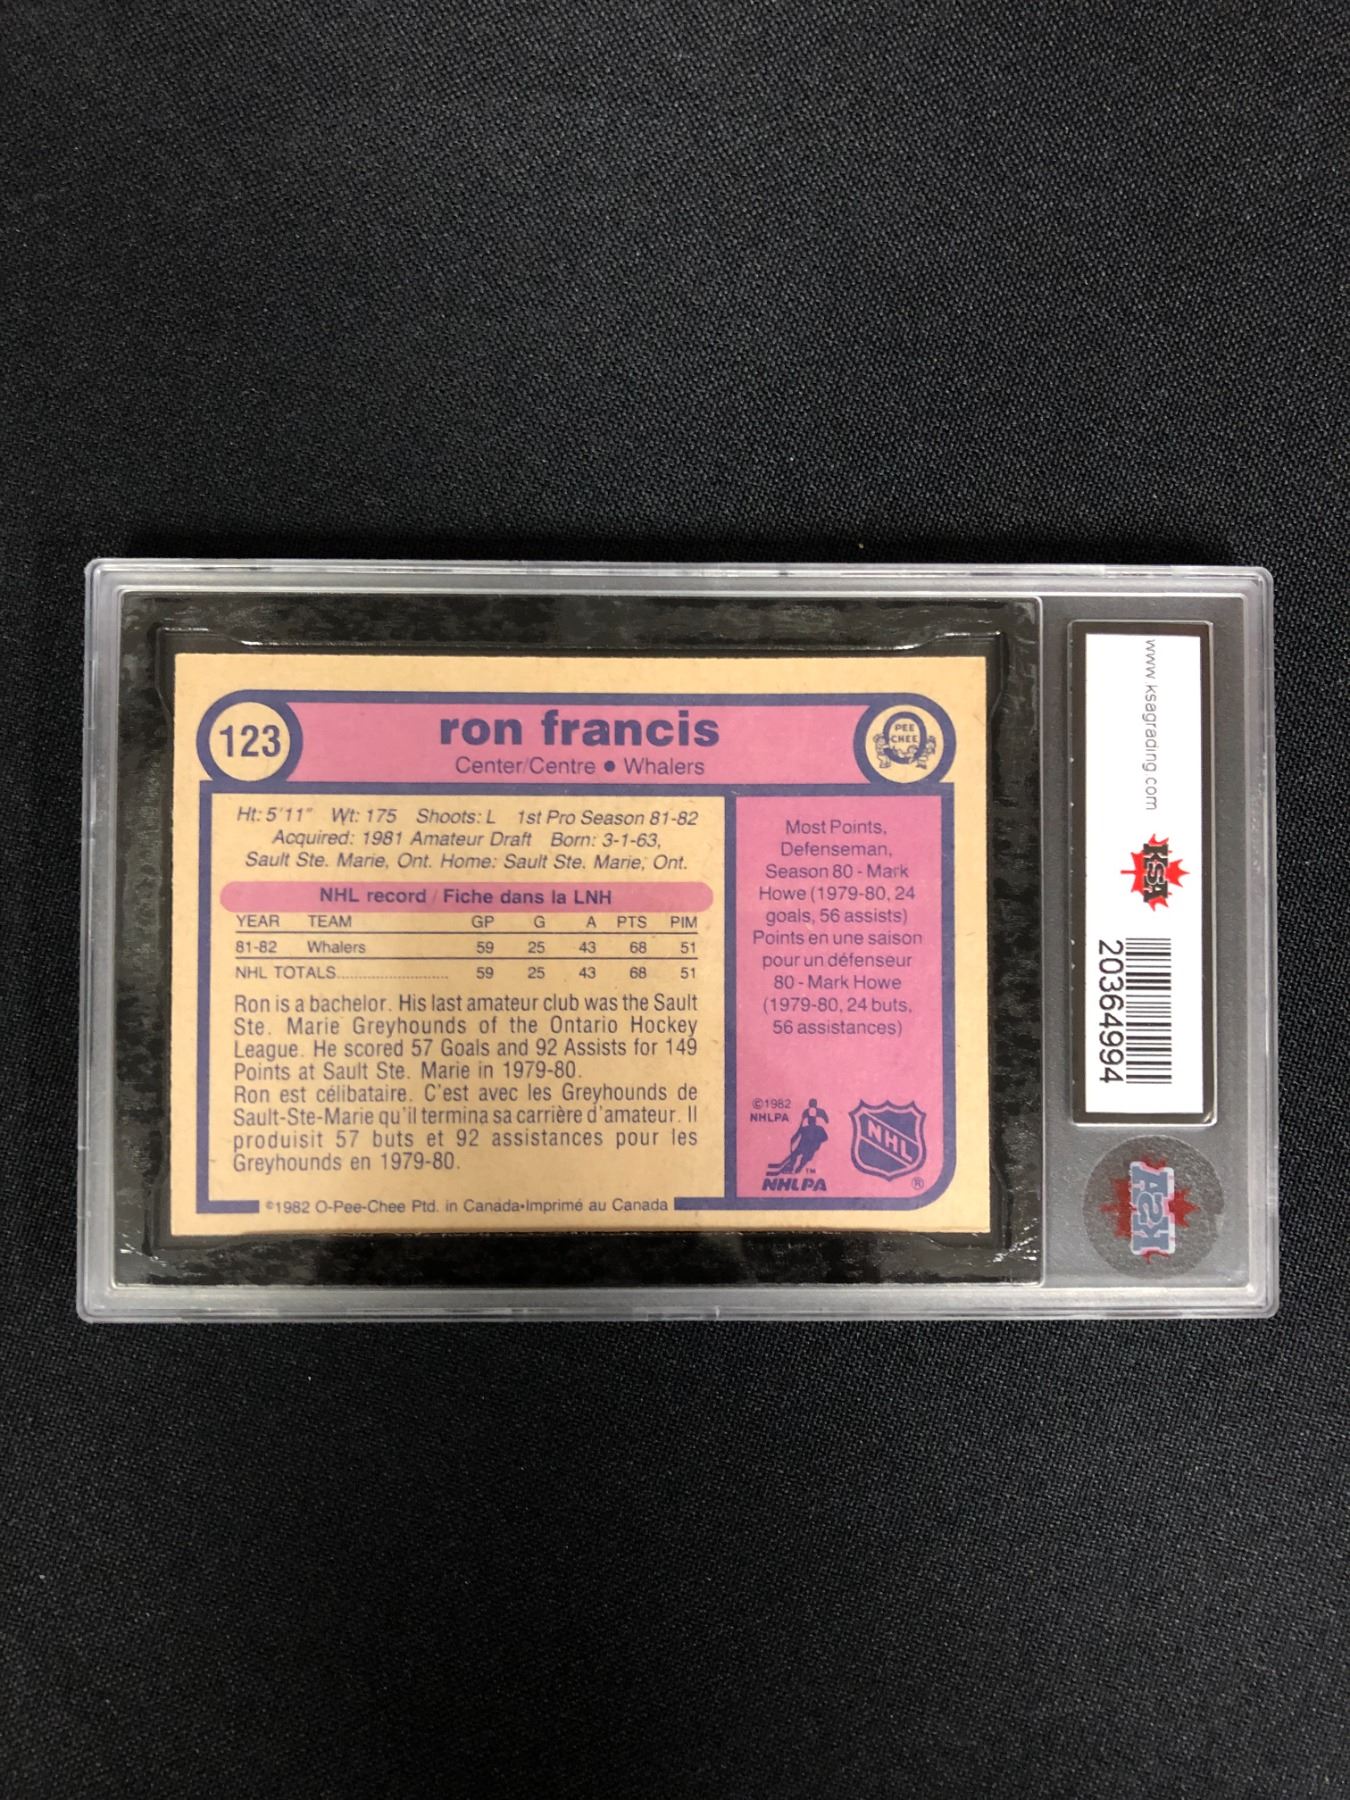 123
ron francis
Center/Centre • Whalers
PEE
CHEE
Ht: 5'11" Wt: 175 Shoots: L 1st Pro Season 81-82
Acquired: 1981 Amateur Draft Born: 3-1-63,
Sault Ste. Marie, Ont. Home: Sault Ste. Marie, Ont.
NHL record / Fiche dans la LNH
YEAR TEAM GP G A PTS PIM
81-82 Whalers 59 25 43 68 51
NHL TOTALS 59 25 43 68 51
Ron is a bachelor. His last amateur club was the Sault
Ste. Marie Greyhounds of the Ontario Hockey
League. He scored 57 Goals and 92 Assists for 149
Points at Sault Ste. Marie in 1979-80.
Ron est célibataire. C'est avec les Greyhounds de
Sault-Ste-Marie qu'il termina sa carrière d'amateur. Il
produisit 57 buts et 92 assistances pour les
Greyhounds en 1979-80.
©1982 O-Pee-Chee Ptd. in Canada•Imprimé au Canada
Most Points,
Defenseman,
Season 80 - Mark
Howe (1979-80, 24
goals, 56 assists)
Points en une saison
pour un défenseur
80 - Mark Howe
(1979-80, 24 buts,
56 assistances)
©1982
NHLPA
TM
NHLPA
NHL
®
www.ksagrading.com
KSA
203649944
KSA